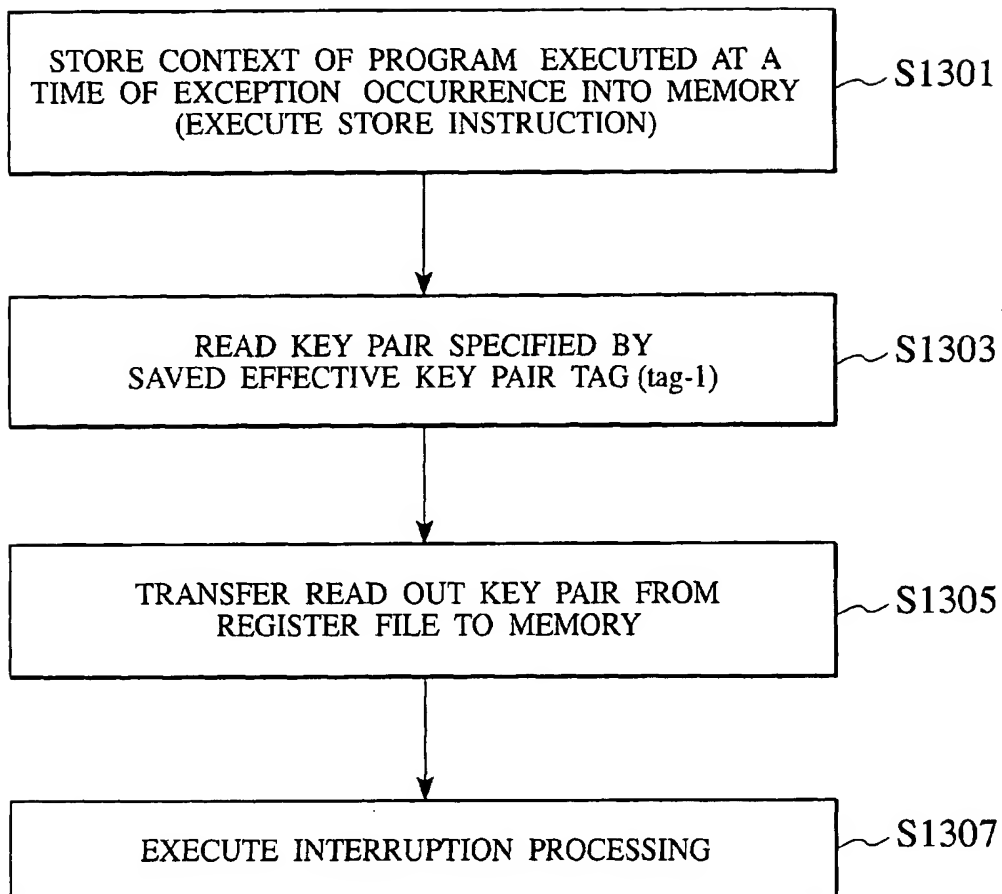 STORE CONTEXT OF PROGRAM EXECUTED AT A
TIME OF EXCEPTION OCCURRENCE INTO MEMORY
(EXECUTE STORE INSTRUCTION)
S1301
READ KEY PAIR SPECIFIED BY
SAVED EFFECTIVE KEY PAIR TAG (tag-1)
S1303
TRANSFER READ OUT KEY PAIR FROM
REGISTER FILE TO MEMORY
S1305
EXECUTE INTERRUPTION PROCESSING
S1307